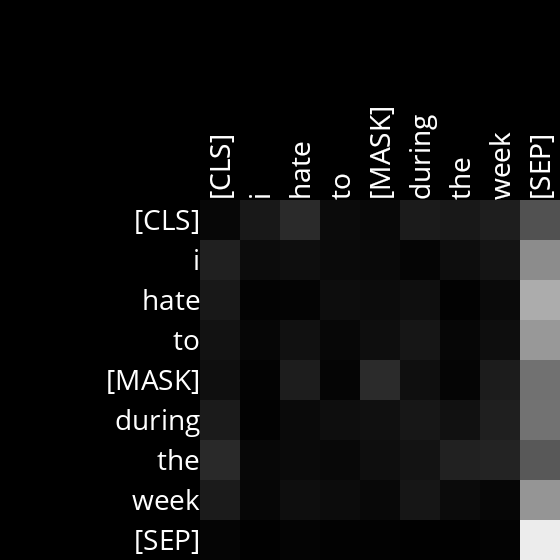 [CLS] i hate to [MASK] during the week [SEP]
[CLS]
i
hate
to
[MASK]
during
the
week
[SEP]